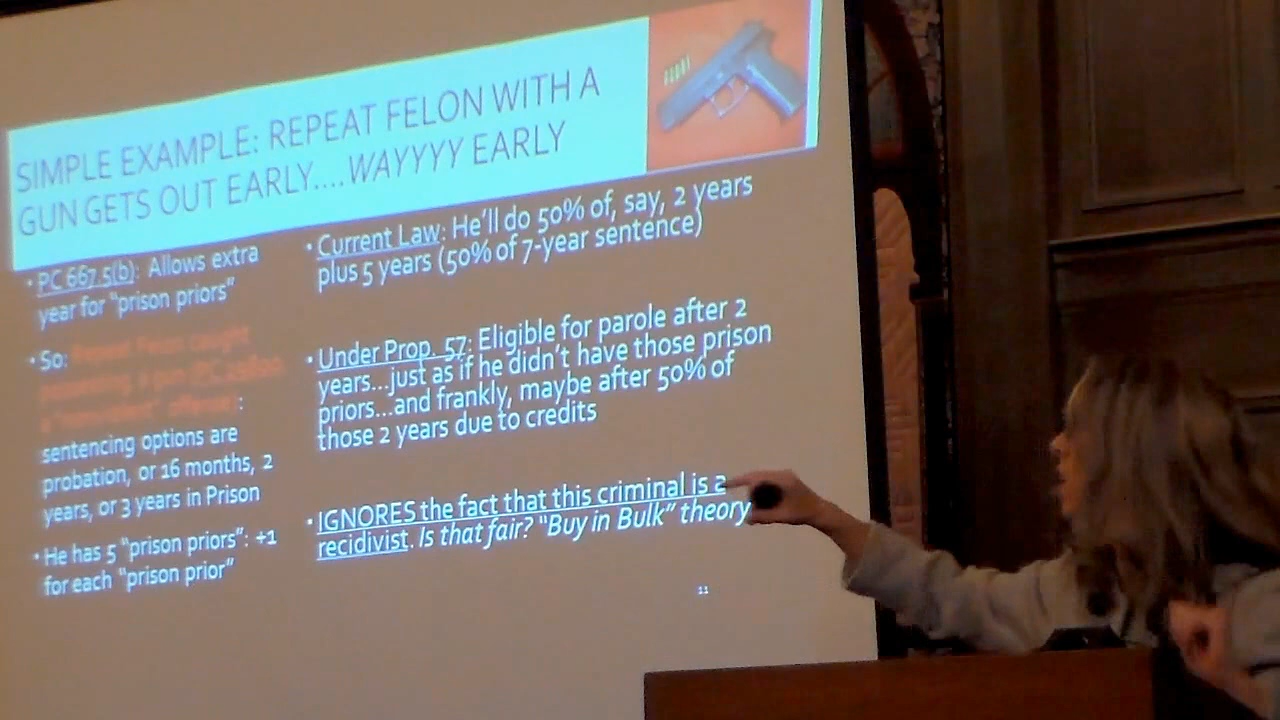 SIMPLE EXAMPLE: REPEAT FELON WITH A
GUN GETS OUT EARLY....WAYYYY EARLY
• PC 667.5(b): Allows extra
year for "prison priors"
• So: Repeat Felon caught
:
sentencing options are
probation, or 16 months, 2
years, or 3 years in Prison
• He has 5 "prison priors": +1
for each "prison prior"
• Current Law: He'll do 50% of, say, 2 years
plus 5 years (50% of 7-year sentence)
• Under Prop. 57: Eligible for parole after 2
years...just as if he didn't have those prison
priors...and frankly, maybe after 50% of
those 2 years due to credits
• IGNORES the fact that this criminal is a
recidivist. Is that fair? "Buy in Bulk" theory
11